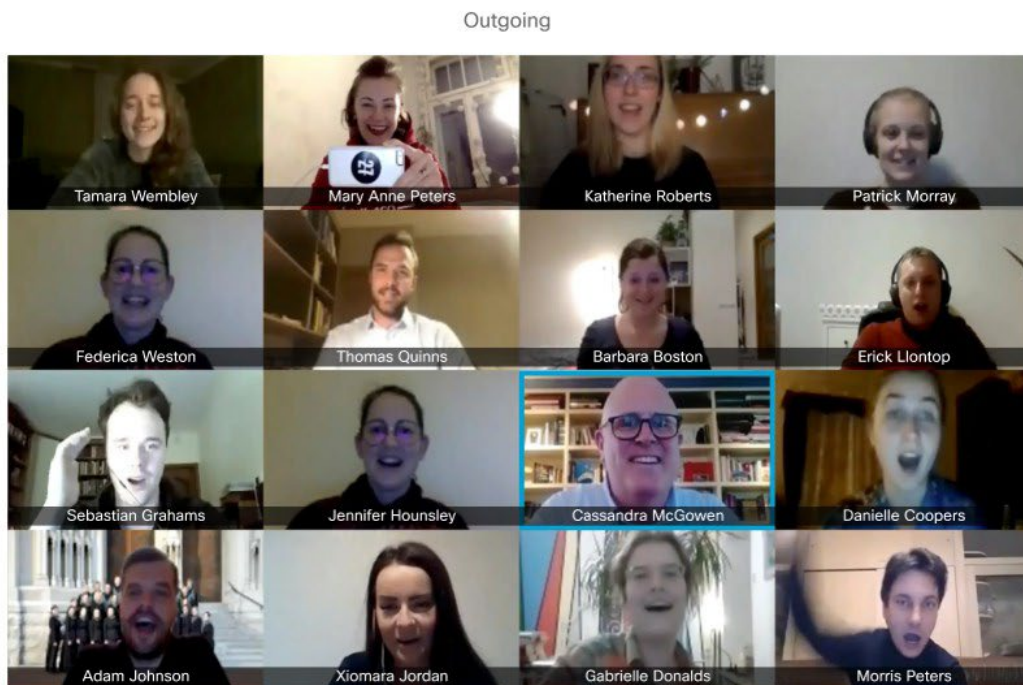 Outgoing
Tamara Wembley
Mary Anne Peters
Katherine Roberts
Patrick Morray
Federica Weston
Thomas Quinns
Barbara Boston
Erick Llontop
Sebastian Grahams
Jennifer Hounsley
Cassandra McGowen
Danielle Coopers
Adam Johnson
Xiomara Jordan
Gabrielle Donalds
Morris Peters